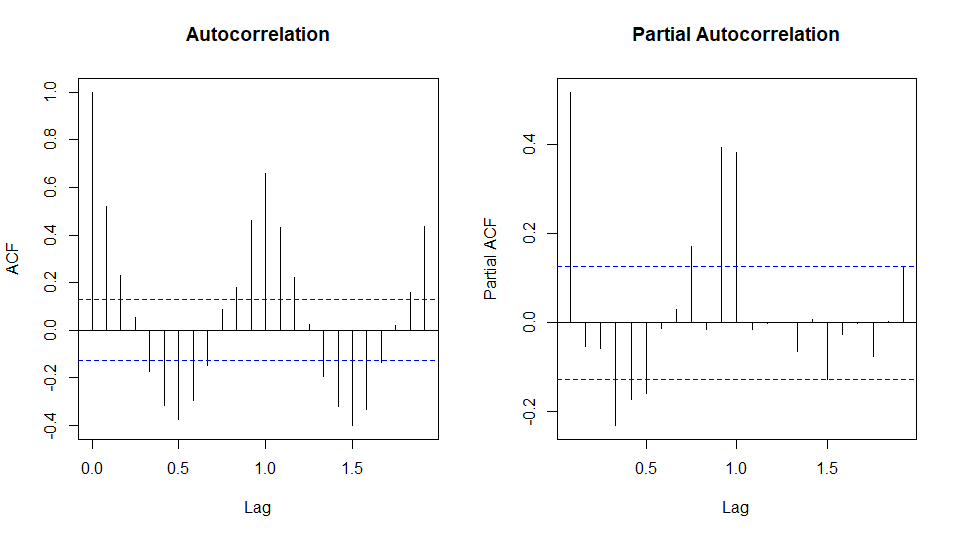 Autocorrelation
ACF
1.0
0.8
0.6
0.4
0.2
0.0
-0.2
-0.4
0.0 0.5 1.0 1.5
Lag
Partial Autocorrelation
Partial ACF
0.4
0.2
0.0
-0.2
0.5 1.0 1.5
Lag